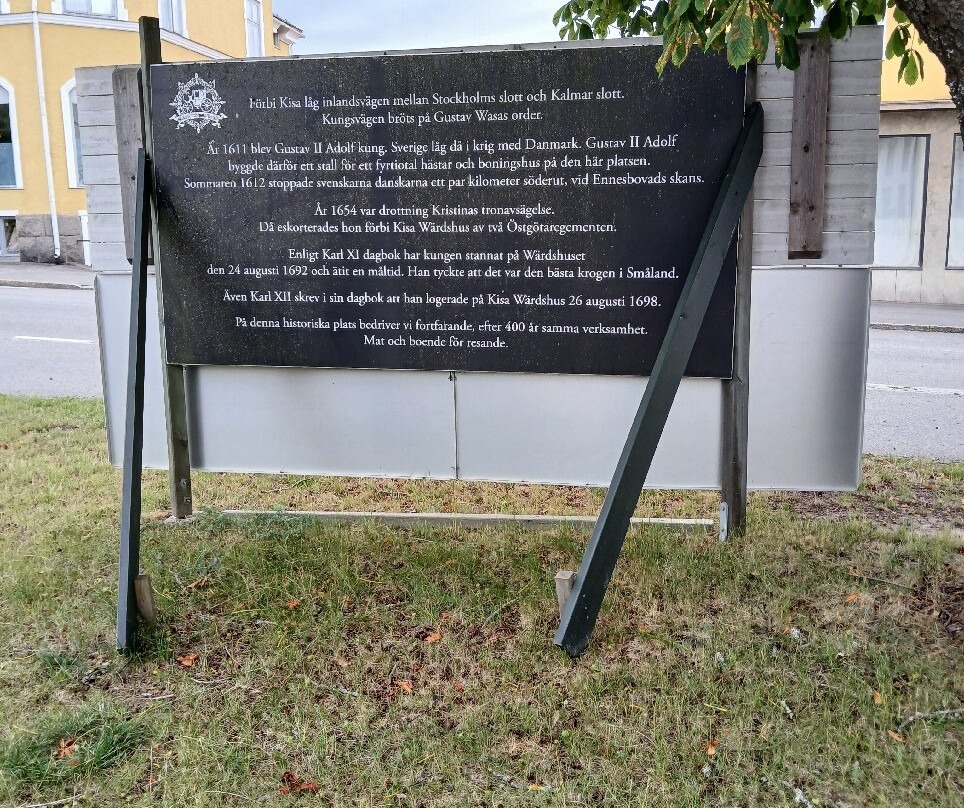 Förbi Kisa låg inlandsvägen mellan Stockholms slott och Kalmar slott.
Kungsvägen bröts på Gustav Wasas order.
År 1611 blev Gustav II Adolf kung. Sverige låg då i krig med Danmark. Gustav II Adolf
byggde därför ett stall för ett fyrtiotal hästar och boningshus på den här platsen.
Sommaren 1612 stoppade svenskarna danskarna ett par kilometer söderut, vid Ennesbovads skans.
År 1654 var drottning Kristinas tronavsägelse.
Då eskorterades hon förbi Kisa Wärdshus av två Östgötaregementen.
Enligt Karl XI dagbok har kungen stannat på Wärdshuset
den 24 augusti 1692 och ätit en måltid. Han tyckte att det var den bästa krogen i Småland.
Även Karl XII skrev i sin dagbok att han logerade på Kisa Wärdshus 26 augusti 1698.
På denna historiska plats bedriver vi fortfarande, efter 400 år samma verksamhet.
Mat och boende för resande.